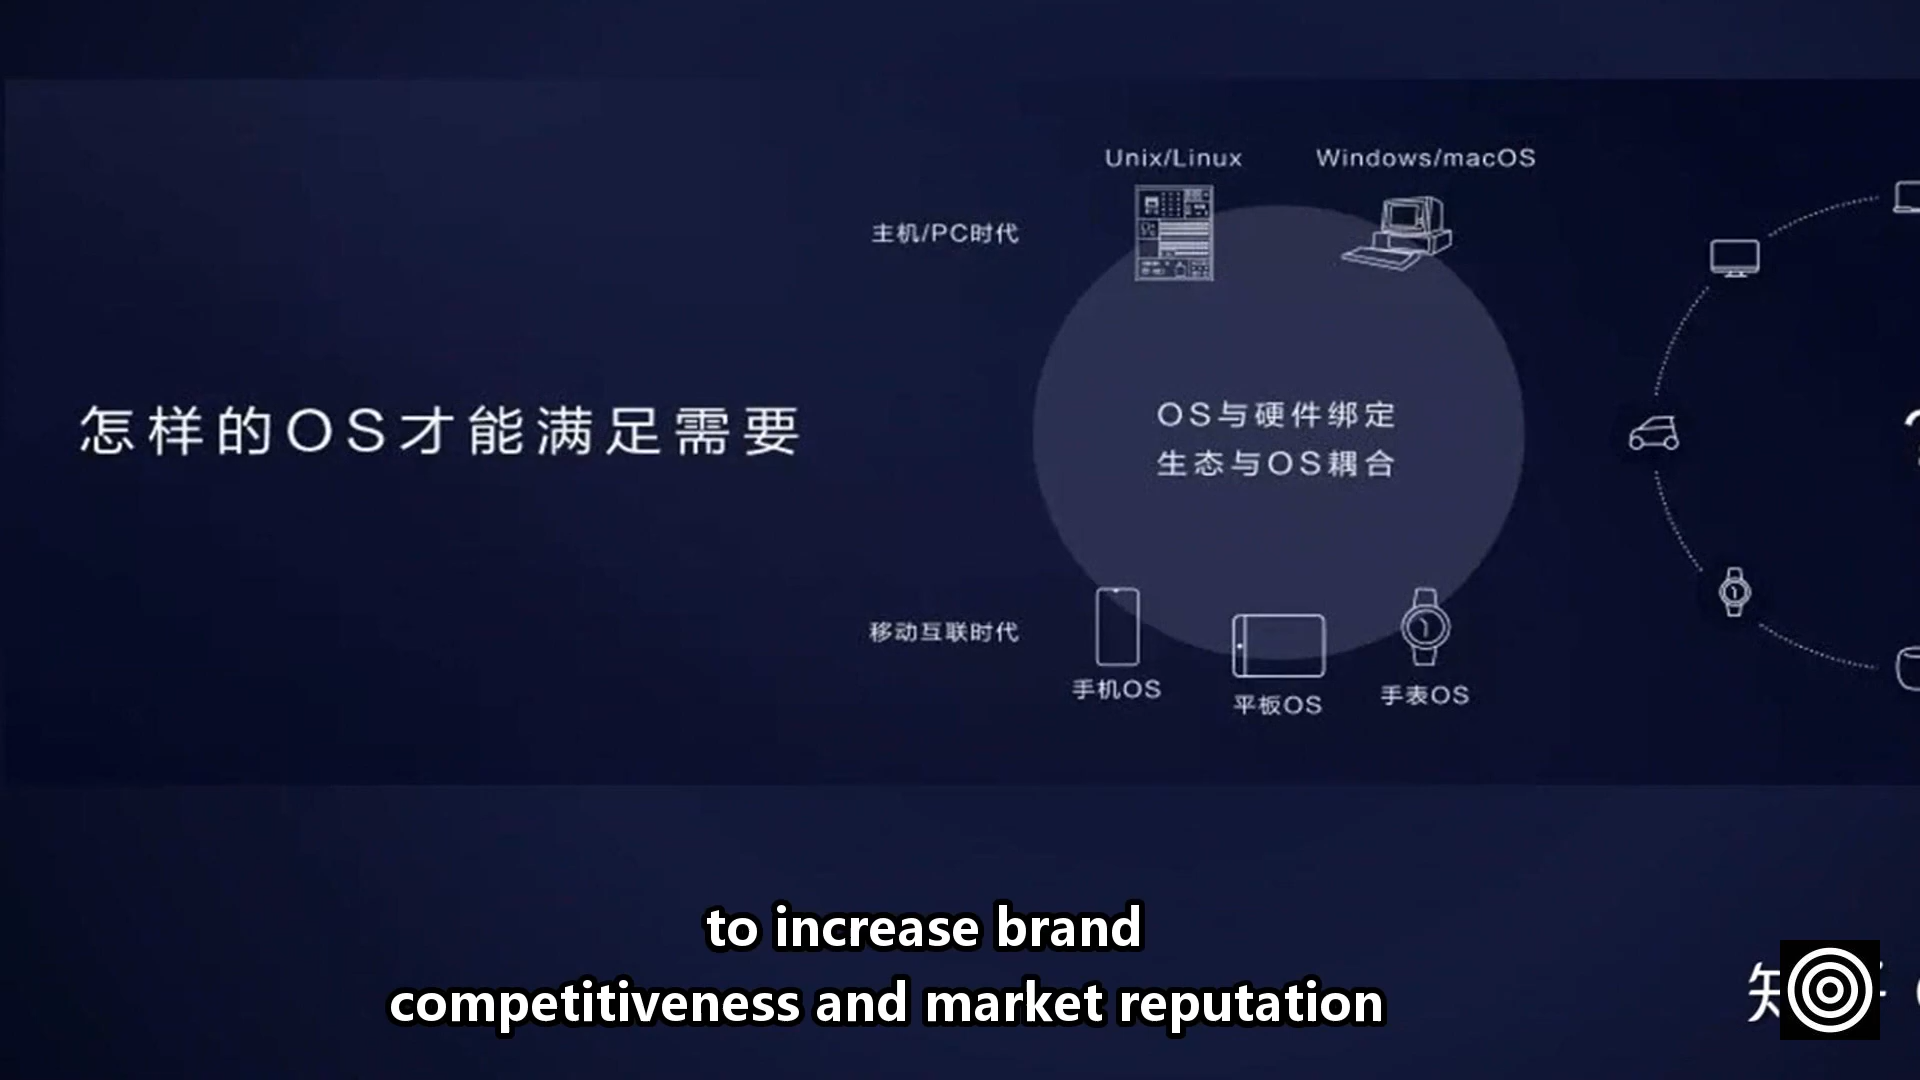 Unix/Linux
Windows/macOS
主机/PC时代
怎样的OS才能满足需要
OS与硬件绑定
生态与OS耦合
移动互联时代
手机OS
平板OS
手表OS
to increase brand
competitiveness and market reputation
知